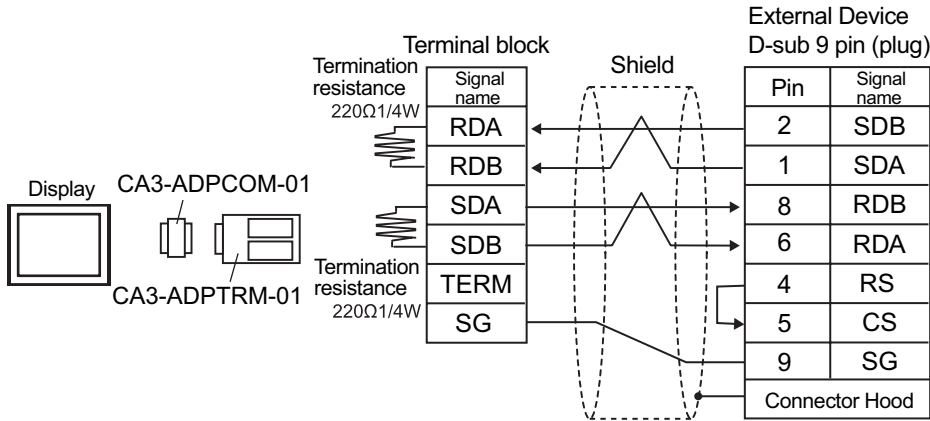 External Device
D-sub 9 pin (plug)
Terminal block
Shield
Termination
resistance
220Ω1/4W
Signal
name
RDA
RDB
SDA
SDB
TERM
SG
Pin
Signal
name
2 SDB
1 SDA
8 RDB
6 RDA
4 RS
5 CS
9 SG
Connector Hood
Display
CA3-ADPCOM-01
CA3-ADPTRM-01
Termination
resistance
220Ω1/4W